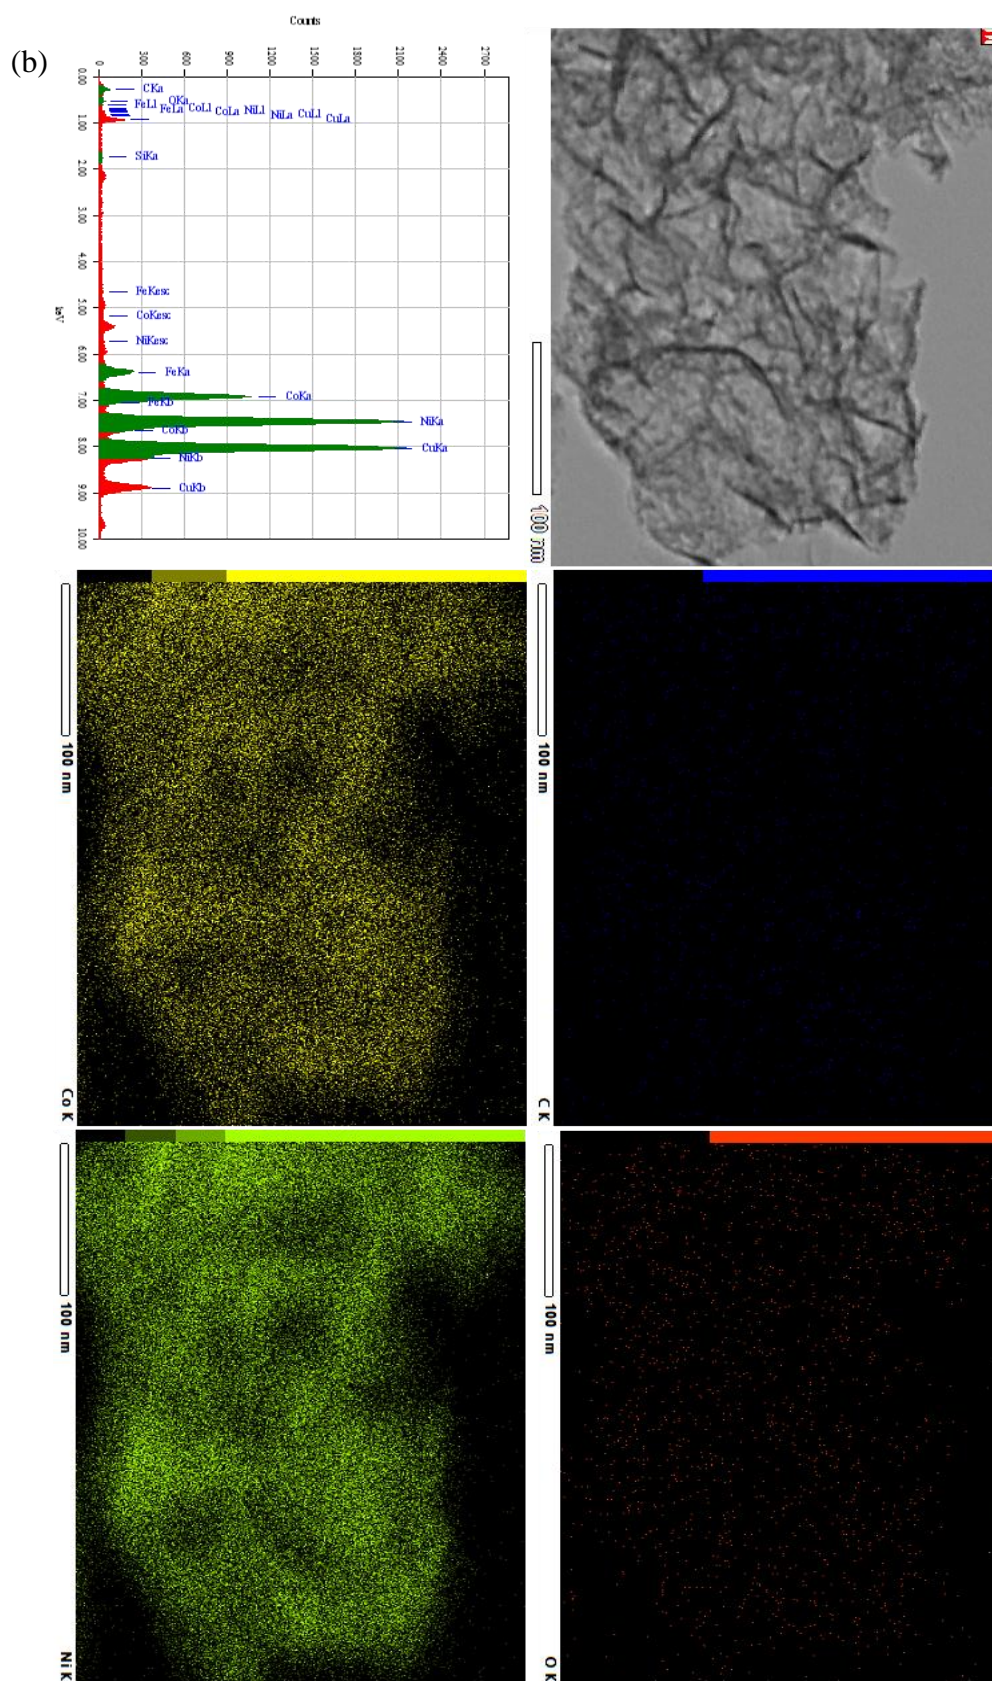 (b)
Counts
0 300 600 900 1200 1500 1800 2100 2400 2700
0.00
1.00
2.00
3.00
4.00
5.00
6.00
7.00
8.00
9.00
10.00
keV
CKa
OKa
FeLl FeLa CoLl CoLa NiLl NiLa CuLl CuLa
SiKa
FeKesc
CoKesc
NiKesc
FeKa
CoKa
FeKb
NiKa
CoKb
CuKa
NiKb
CuKb
100 nm
100 nm
Co K
100 nm
C K
100 nm
Ni K
100 nm
O K